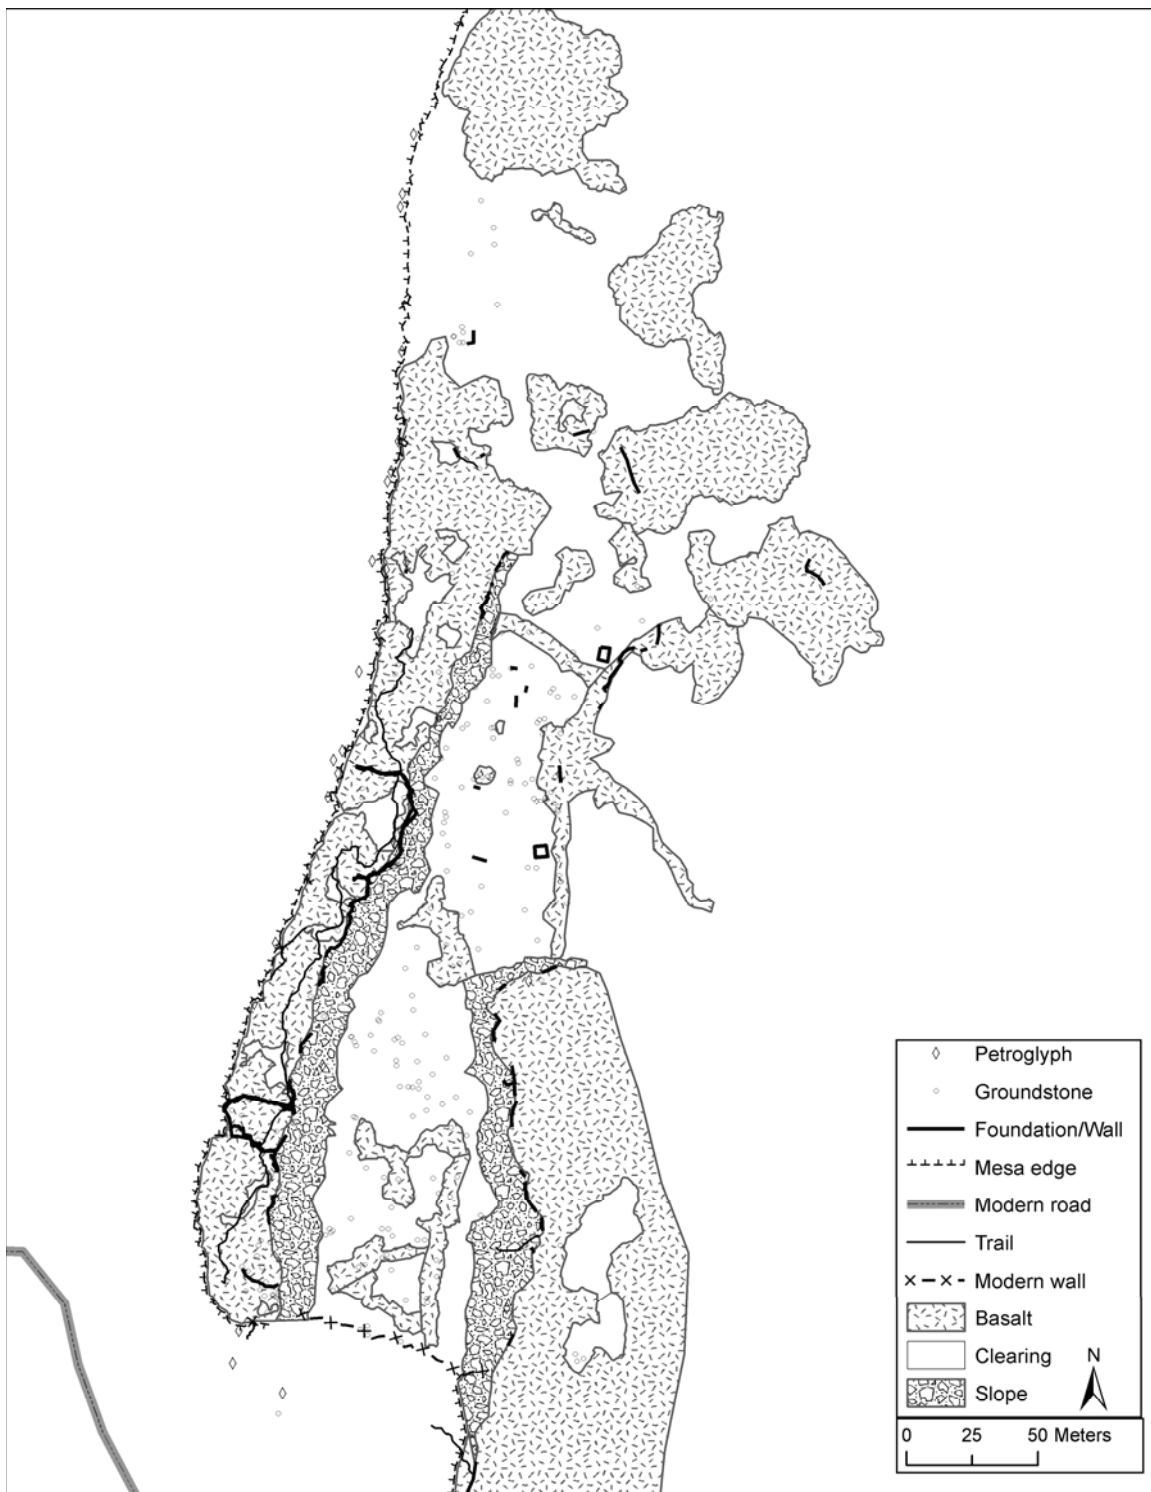 Petroglyph
Groundstone
Foundation/Wall
Mesa edge
Modern road
Trail
Modern wall
Basalt
Clearing
N
Slope
0 25 50 Meters